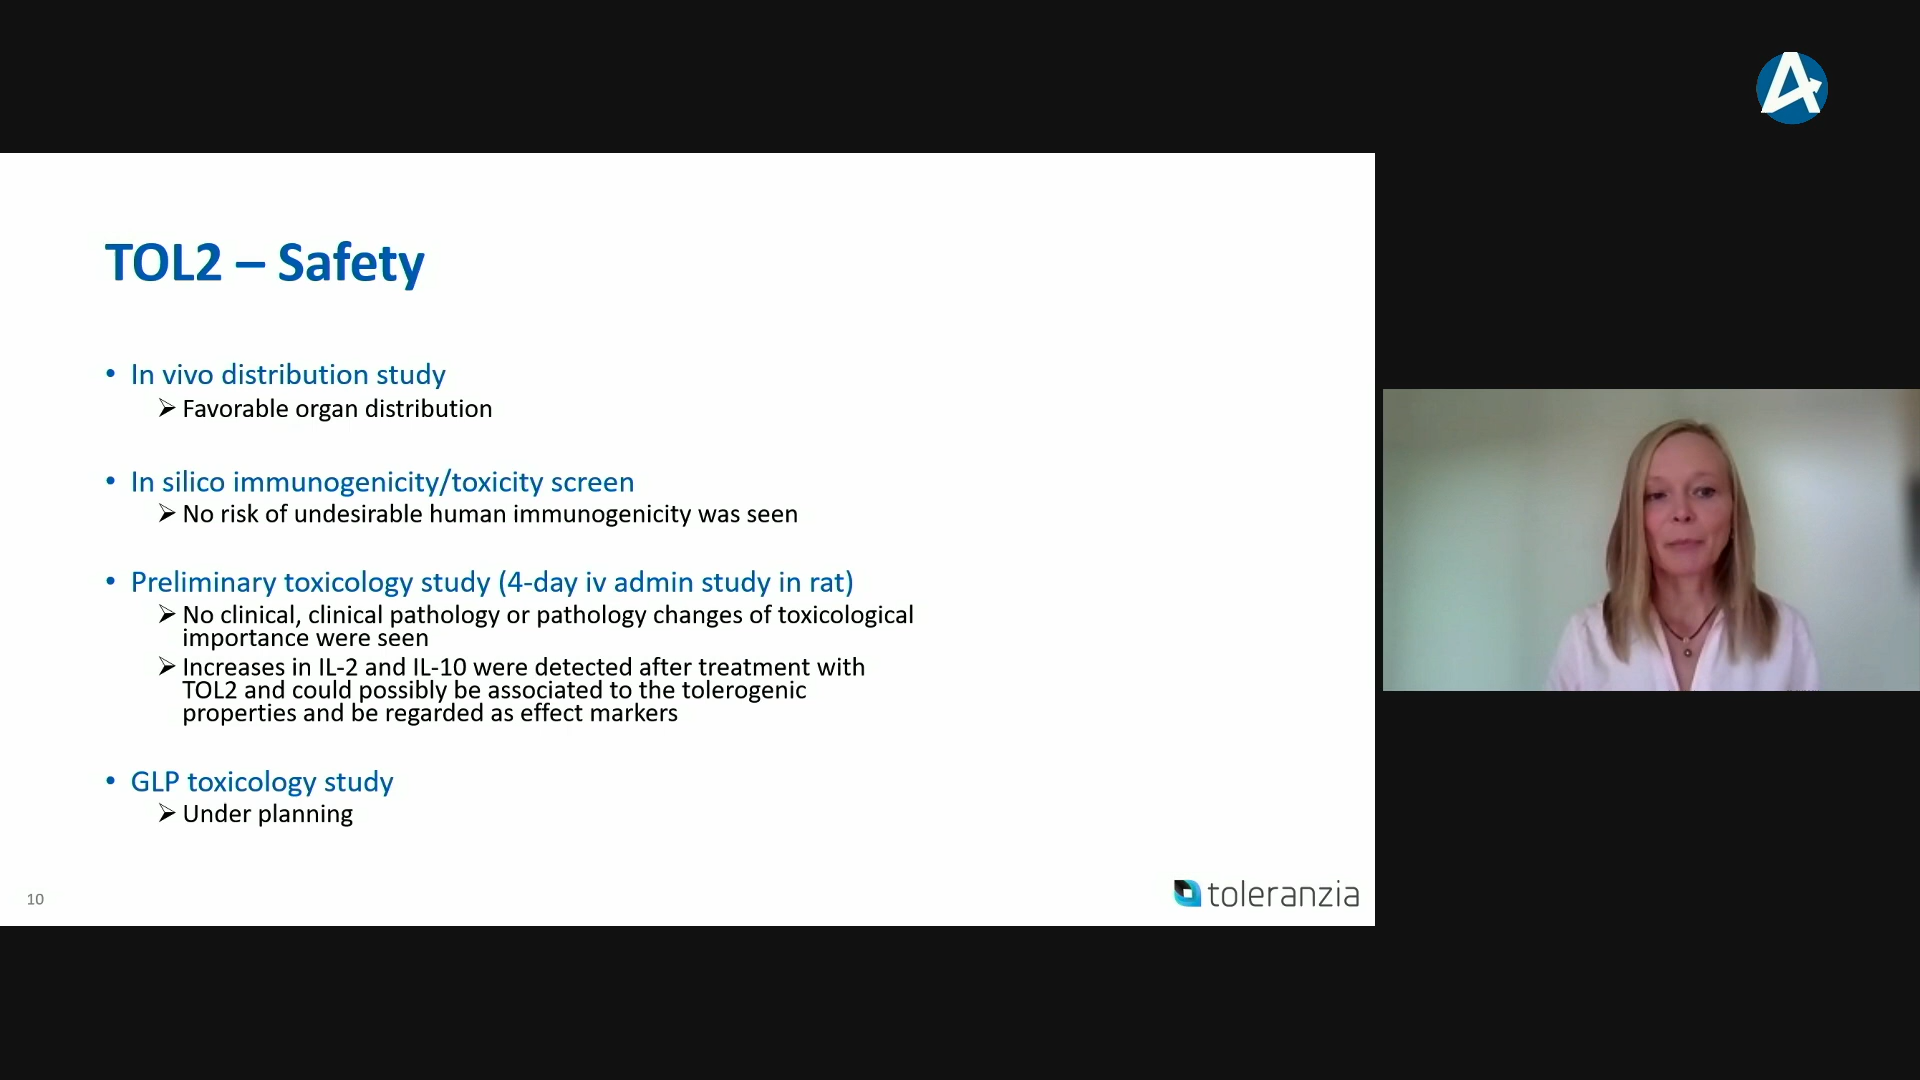 TOL2 – Safety
• In vivo distribution study
➢ Favorable organ distribution
• In silico immunogenicity/toxicity screen
➢ No risk of undesirable human immunogenicity was seen
• Preliminary toxicology study (4-day iv admin study in rat)
➢ No clinical, clinical pathology or pathology changes of toxicological
importance were seen
➢ Increases in IL-2 and IL-10 were detected after treatment with
TOL2 and could possibly be associated to the tolerogenic
properties and be regarded as effect markers
• GLP toxicology study
➢ Under planning
10
toleranzia